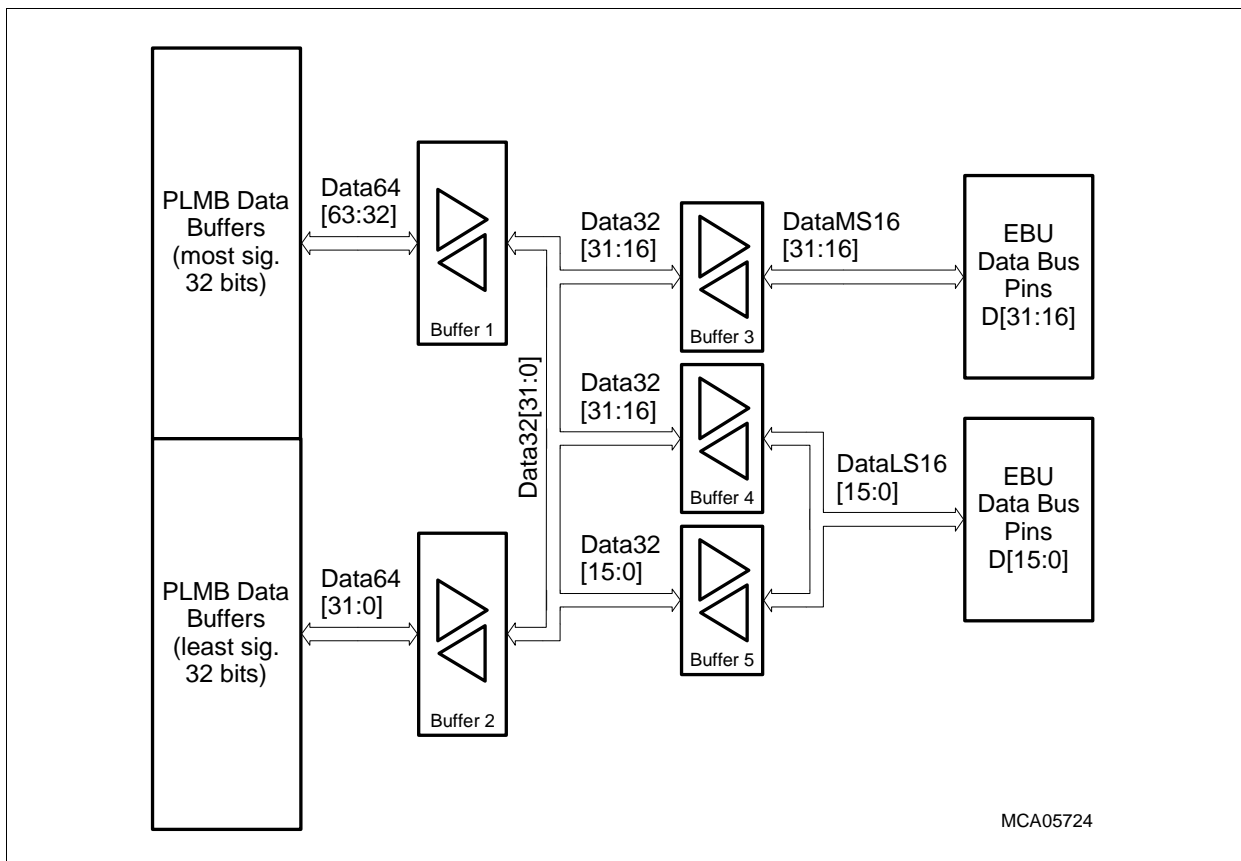 PLMB Data
Buffers
(most sig.
32 bits)
Data64
[63:32]
Buffer 1
Data32
[31:16]
Buffer 3
DataMS16
[31:16]
EBU
Data Bus
Pins
D[31:16]
Data32[31:0]
Data32
[31:16]
Buffer 4
DataLS16
[15:0]
EBU
Data Bus
Pins
D[15:0]
PLMB Data
Buffers
(least sig.
32 bits)
Data64
[31:0]
Buffer 2
Data32
[15:0]
Buffer 5
MCA05724